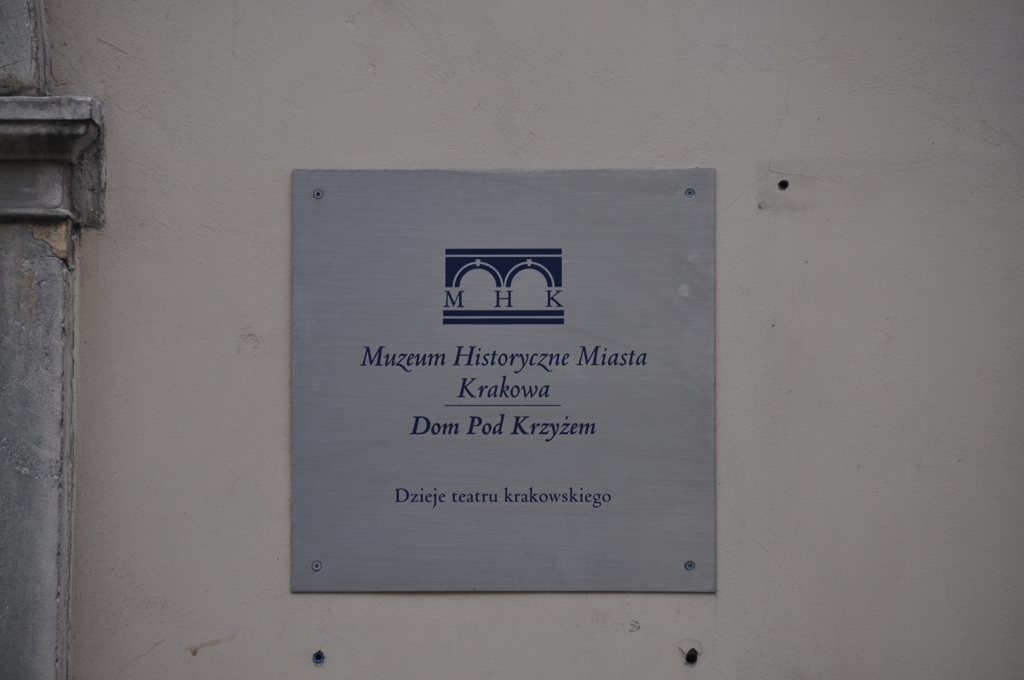 M H K
Muzeum Historyczne Miasta
Krakowa
Dom Pod Krzyżem
Dzieje teatru krakowskiego